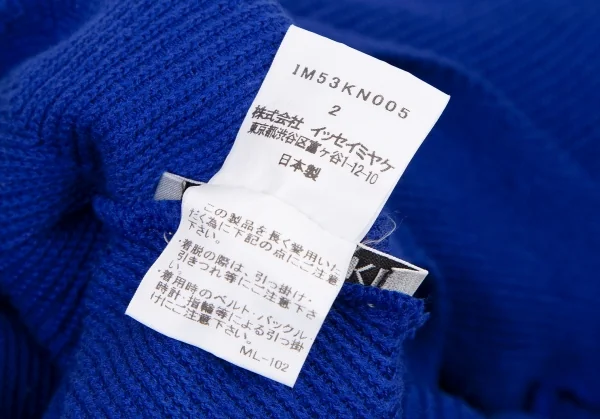 IM53KN005
2
株式会社 イッセイミヤケ
東京都渋谷区富ヶ谷1-12-10
日本製
この製品を長く愛用いた
だく為に下記の点にご注意
下さい。
・着脱の際は、引っ掛け・
引きつれ等にご注意下さ
い。
・着用時のベルト・バックル・
時計・指輪等による引っ掛
けにご注意下さい。
ML-102